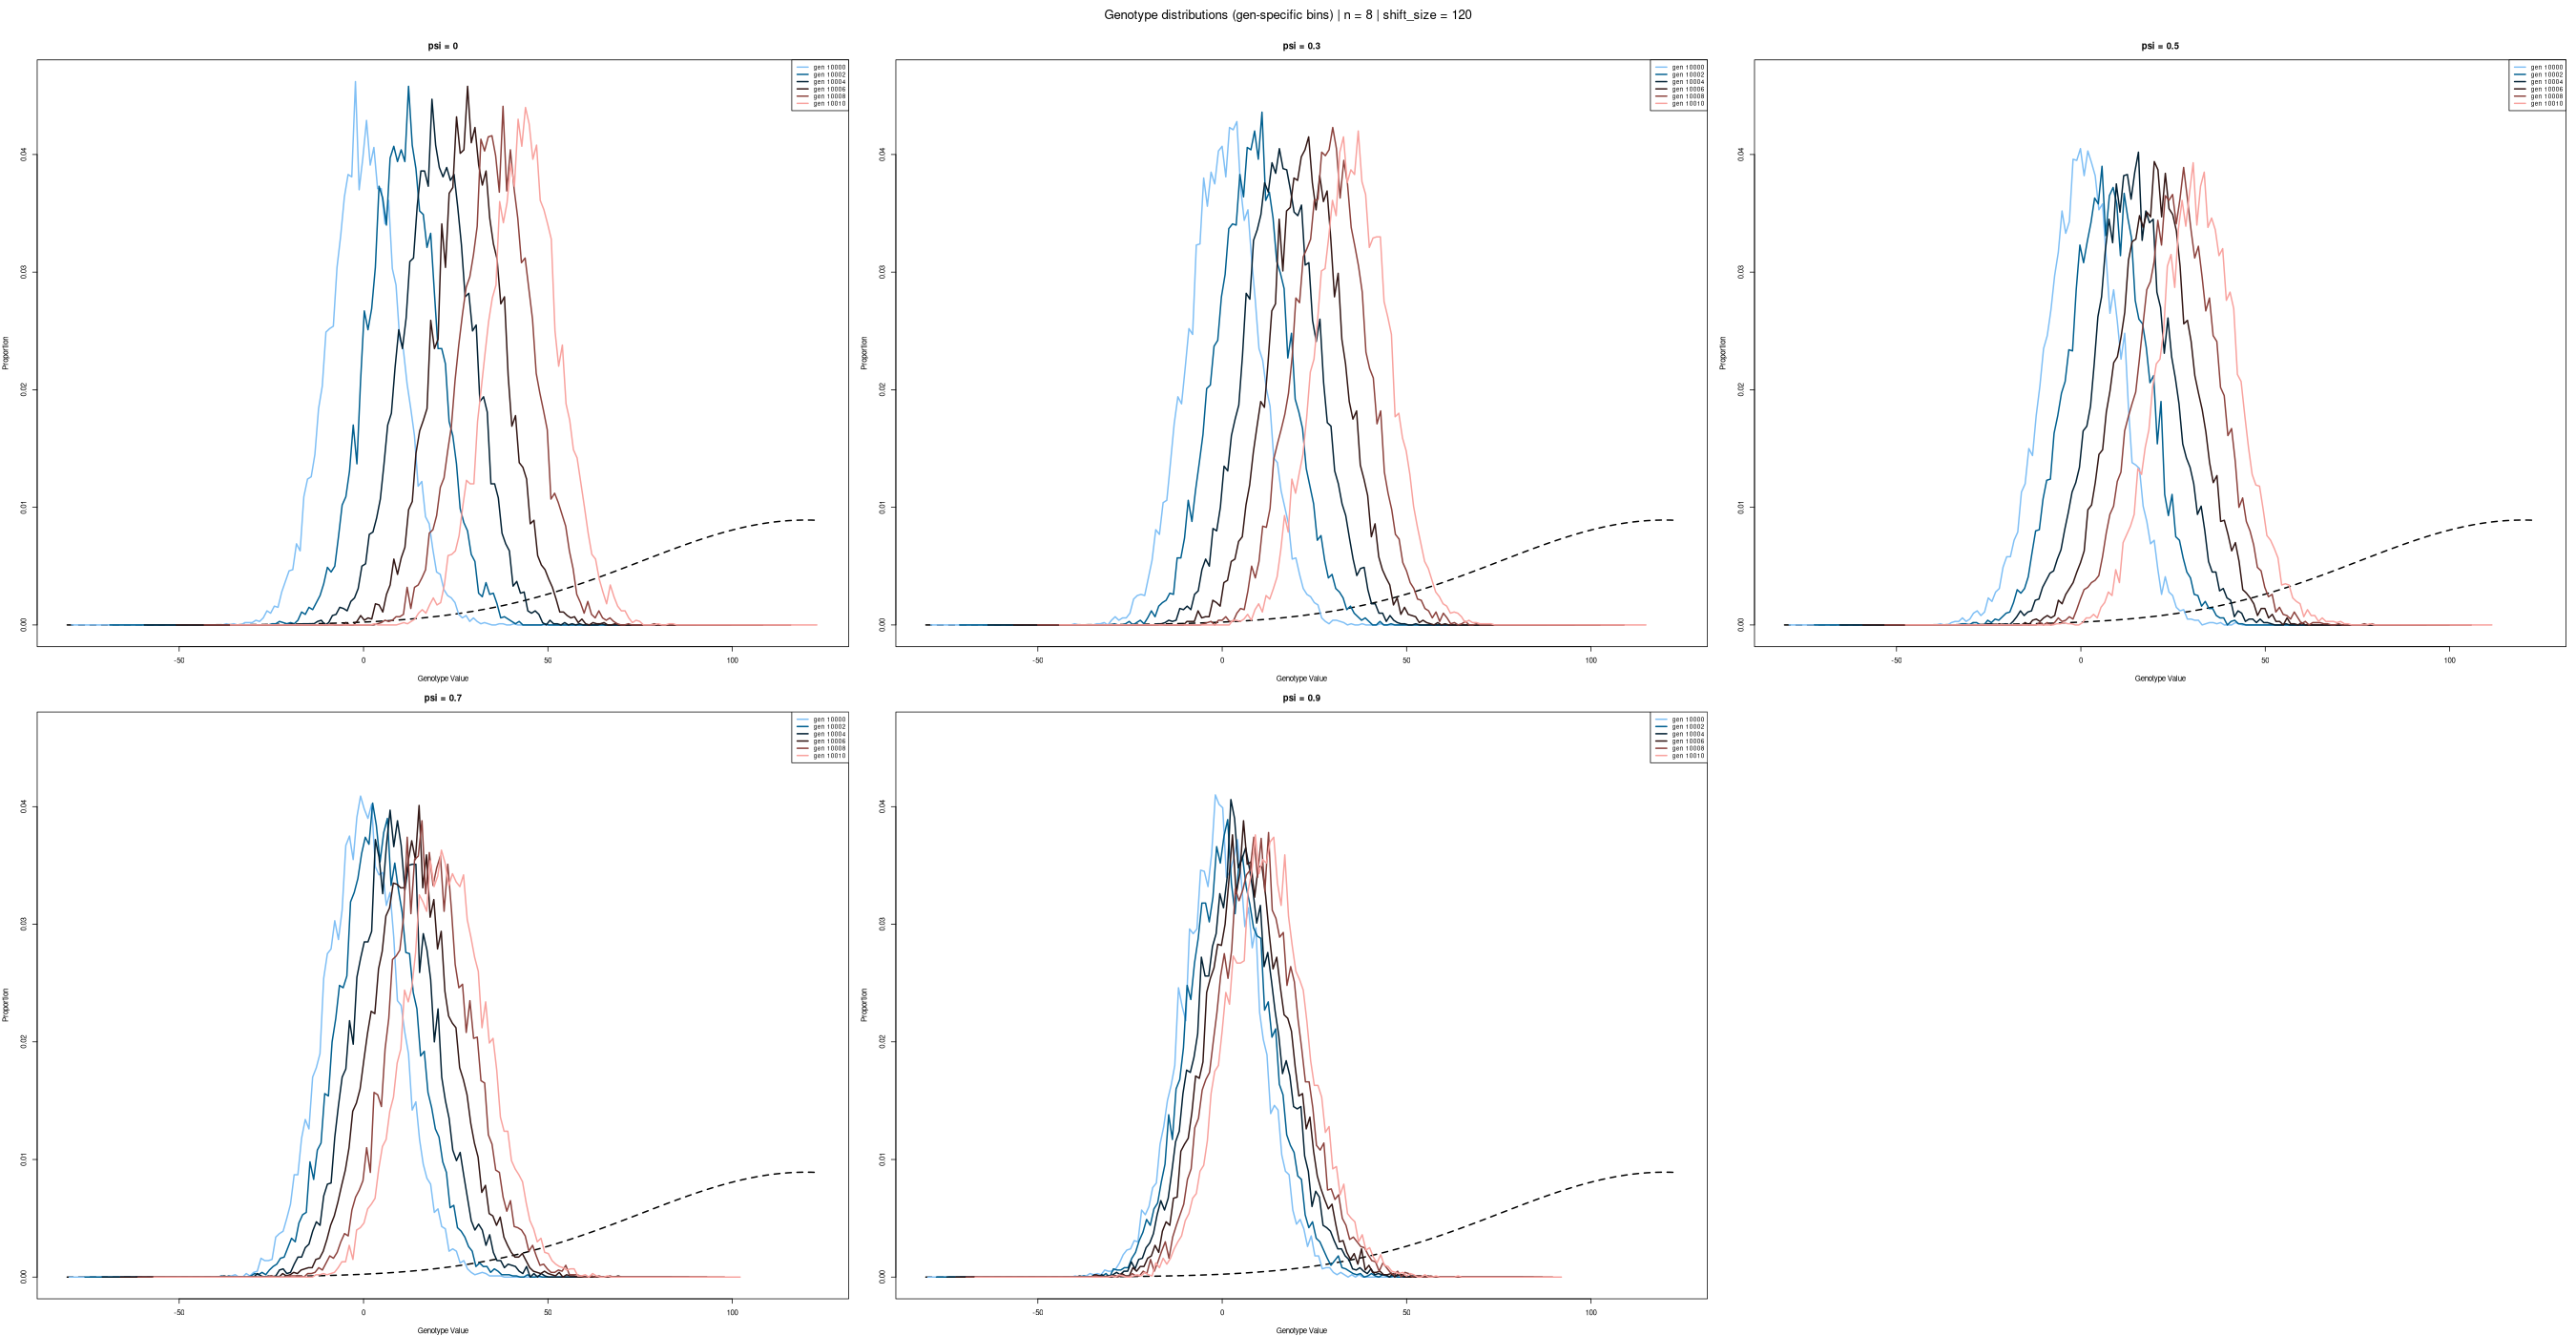 Genotype distributions (gen-specific bins) | n = 8 | shift_size = 120
psi = 0
gen 10000
gen 10002
gen 10004
gen 10006
gen 10008
gen 10010
Proportion
0.04
0.03
0.02
0.01
0.00
-50 0 50 100
Genotype Value
psi = 0.3
gen 10000
gen 10002
gen 10004
gen 10006
gen 10008
gen 10010
Proportion
0.04
0.03
0.02
0.01
0.00
-50 0 50 100
Genotype Value
psi = 0.5
gen 10000
gen 10002
gen 10004
gen 10006
gen 10008
gen 10010
Proportion
0.04
0.03
0.02
0.01
0.00
-50 0 50 100
Genotype Value
psi = 0.7
gen 10000
gen 10002
gen 10004
gen 10006
gen 10008
gen 10010
Proportion
0.04
0.03
0.02
0.01
0.00
-50 0 50 100
Genotype Value
psi = 0.9
gen 10000
gen 10002
gen 10004
gen 10006
gen 10008
gen 10010
Proportion
0.04
0.03
0.02
0.01
0.00
-50 0 50 100
Genotype Value